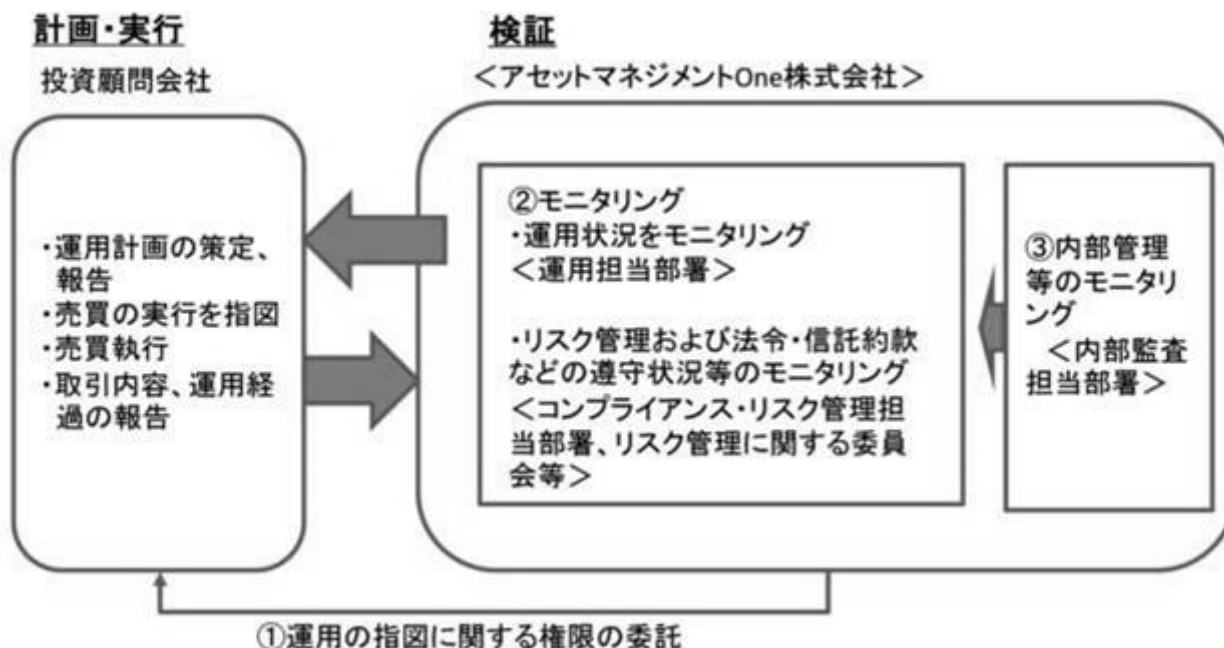 計画・実行
投資顧問会社
・運用計画の策定、
報告
・売買の実行を指図
・売買執行
・取引内容、運用経
過の報告
検証
＜アセットマネジメントOne株式会社＞
②モニタリング
・運用状況をモニタリング
＜運用担当部署＞
・リスク管理および法令・信託約款
などの遵守状況等のモニタリング
＜コンプライアンス・リスク管理担
当部署、リスク管理に関する委員
会等＞
③内部管理
等のモニタリ
ング
＜内部監査
担当部署＞
①運用の指図に関する権限の委託